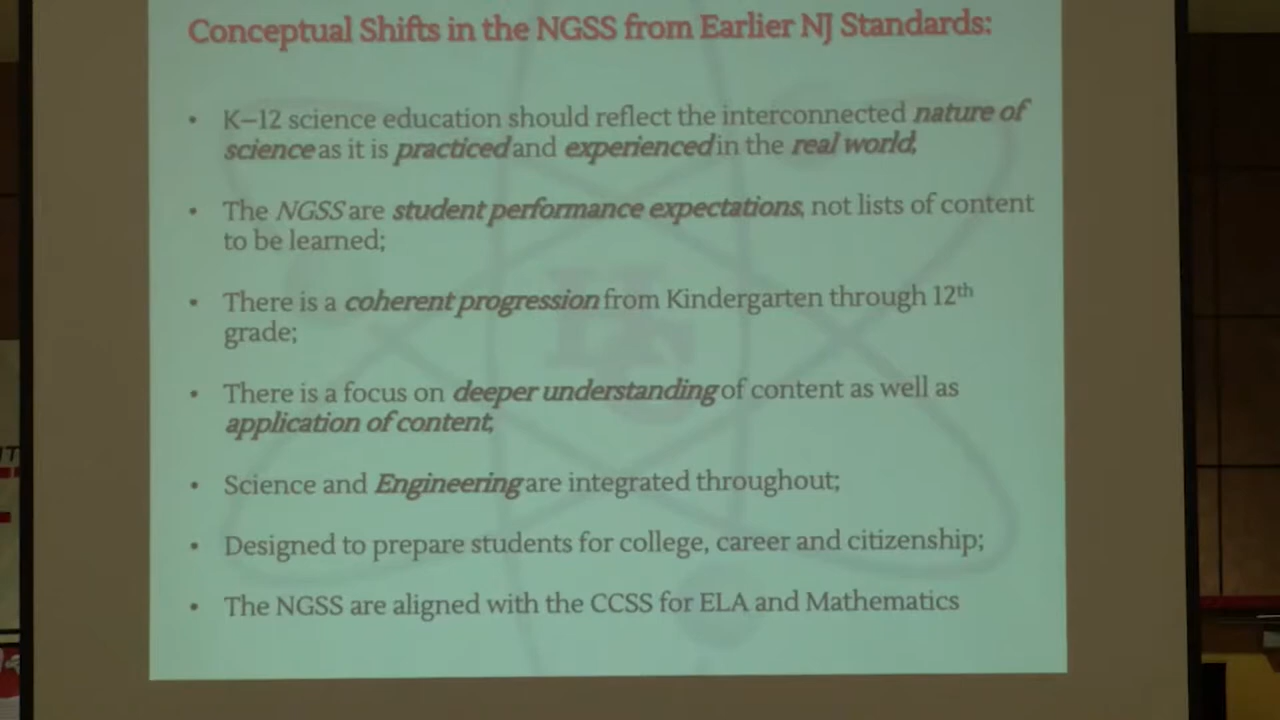 Conceptual Shifts in the NGSS from Earlier NJ Standards:
• K–12 science education should reflect the interconnected nature of
science as it is practiced and experienced in the real world;
• The NGSS are student performance expectations, not lists of content
to be learned;
• There is a coherent progression from Kindergarten through 12th
grade;
• There is a focus on deeper understanding of content as well as
application of content;
• Science and Engineering are integrated throughout;
• Designed to prepare students for college, career and citizenship;
• The NGSS are aligned with the CCSS for ELA and Mathematics